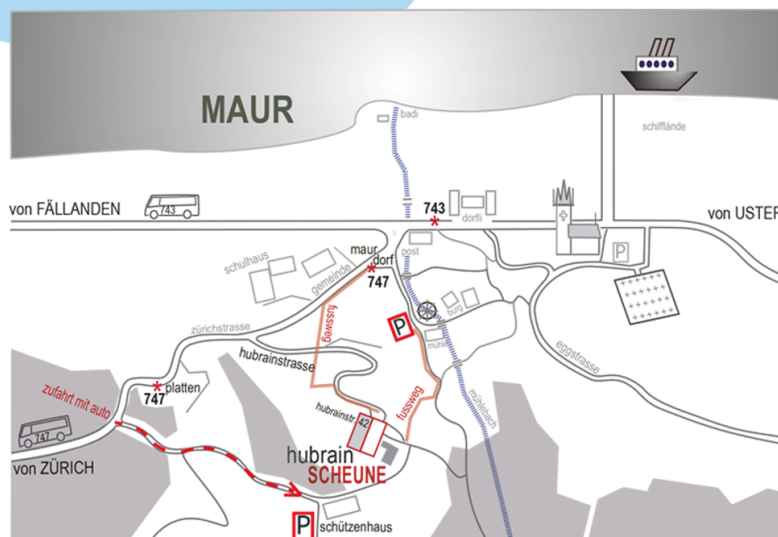 MAUR
schifflände
badi
von FÄLLANDEN
743
743
dörfli
von USTER
P
maur
dorf
post
747
schulhaus
gemeinde
burg
P
mühle
fussweg
zürichstrasse
hubrainstrasse
eggstrasse
zufahrt mit auto
platten
747
fussweg
mühlebach
hubrainstr. 42
747
von ZÜRICH
hubrain
SCHEUNE
P
schützenhaus